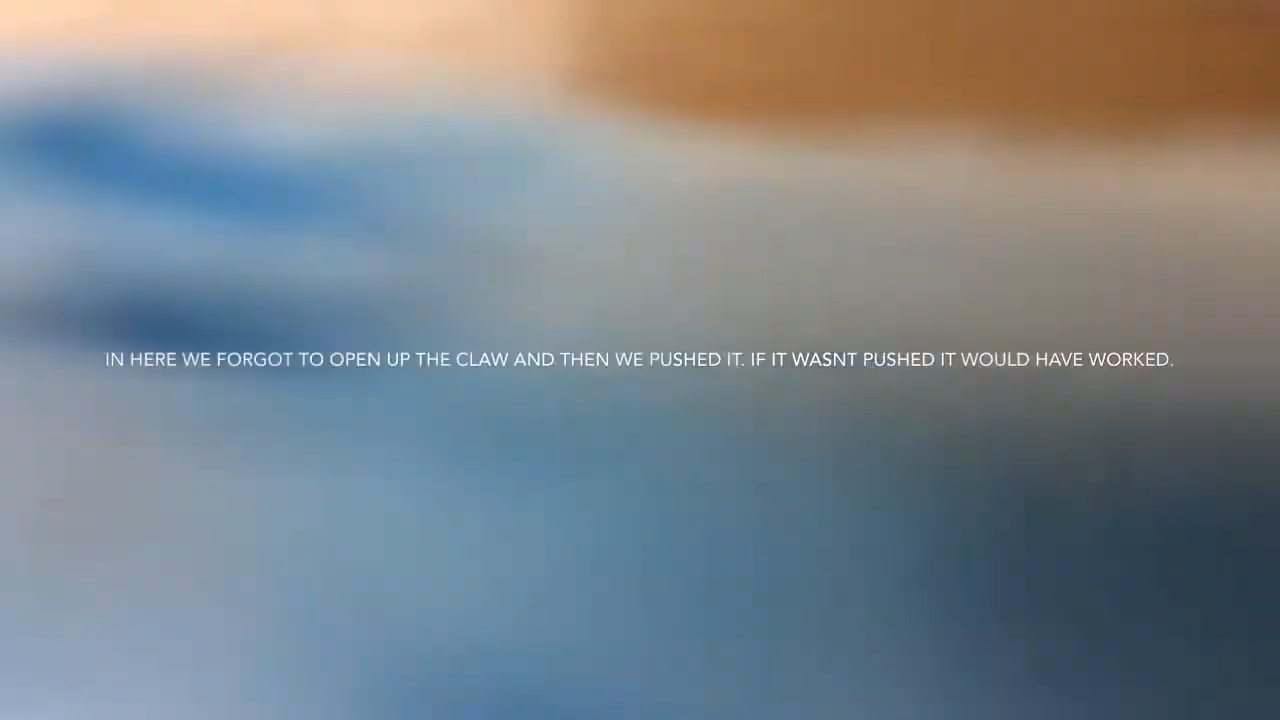 IN HERE WE FORGOT TO OPEN UP THE CLAW AND THEN WE PUSHED IT. IF IT WASNT PUSHED IT WOULD HAVE WORKED.